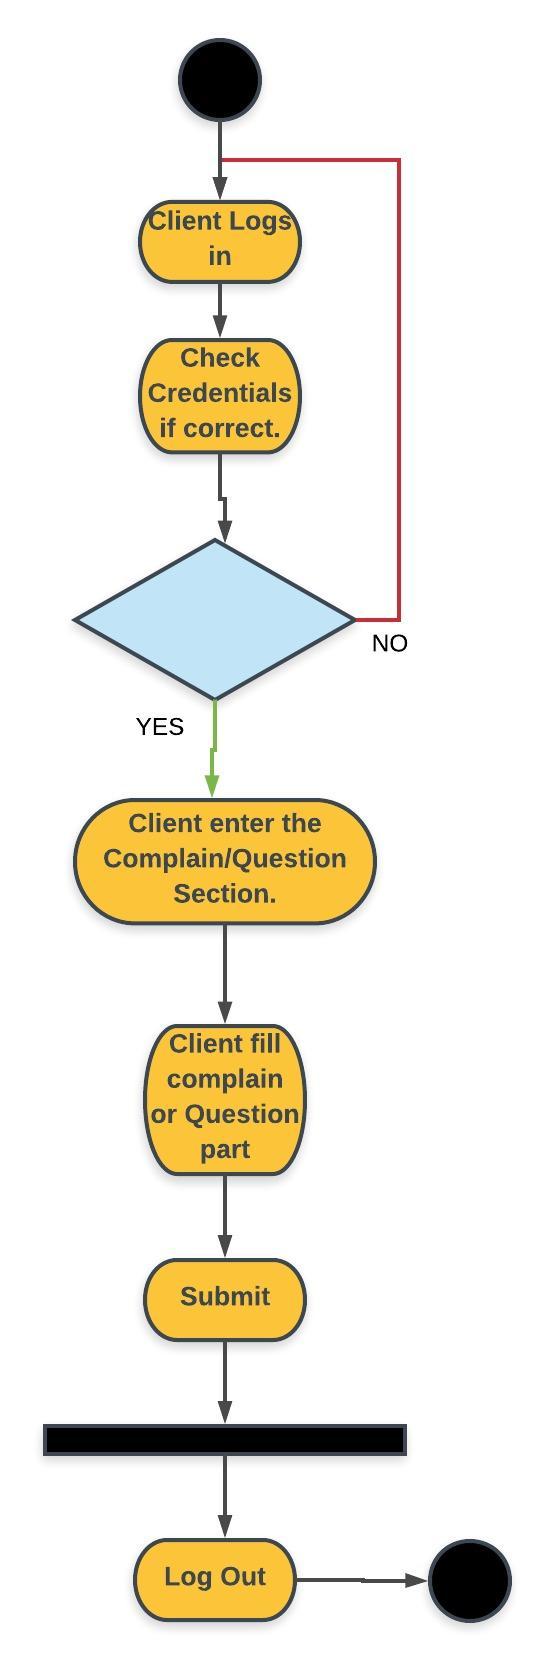 Client Logs
in
Check
Credentials
if correct.
NO
YES
Client enter the
Complain/Question
Section.
Client fill
complain
or Question
part
Submit
Log Out